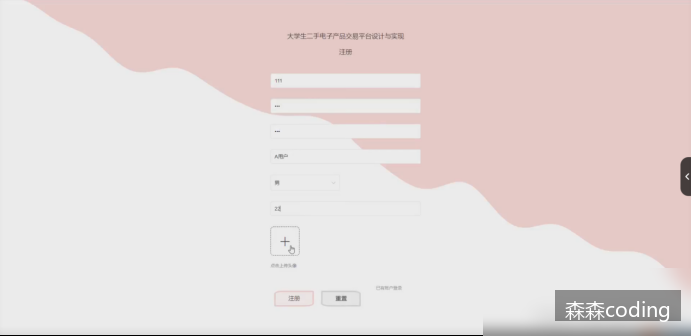 大学生二手电子产品交易平台设计与实现
注册
111
•••
•••
A用户
男
22
点击上传头像
已有账户登录
注册
重置
森森coding